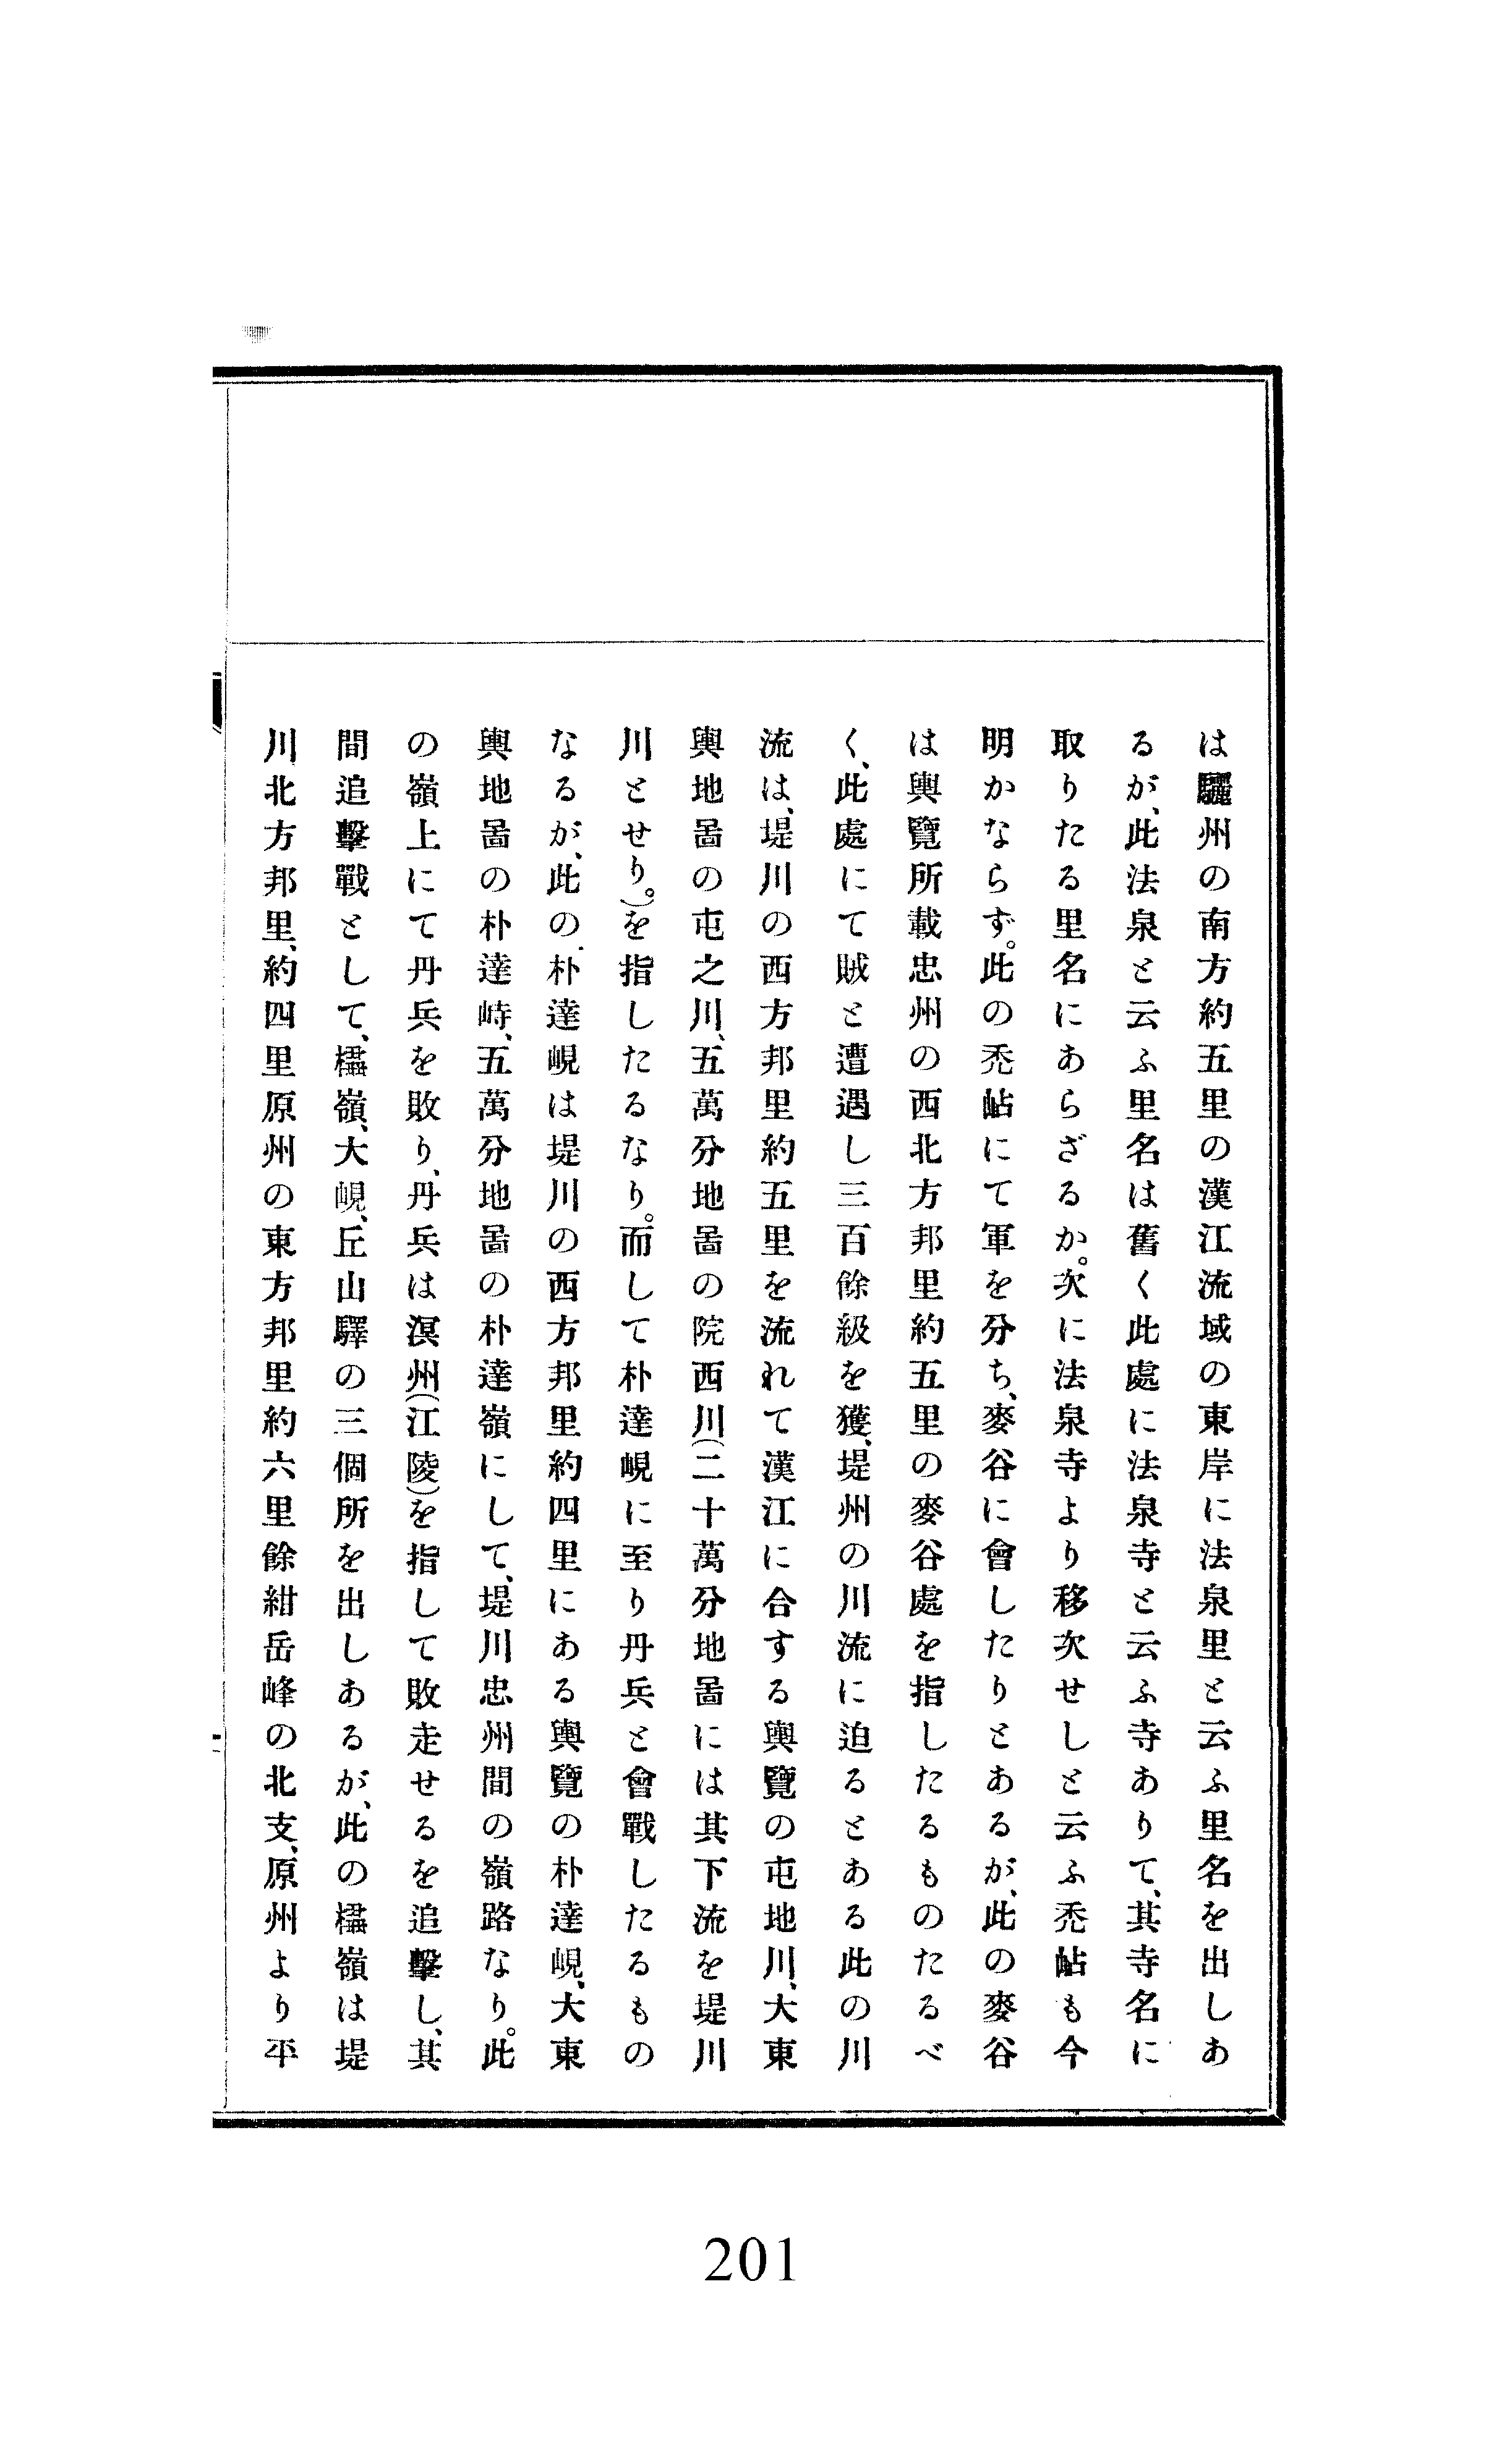 は驪州の南方約五里の漢江流域の東岸に法泉里と云ふ里名を出しあ
るが、此法泉と云ふ里名は舊く此處に法泉寺と云ふ寺ありて、其寺名に
取りたる里名にあらざるか。次に法泉寺より移次せしと云ふ禿岾も今
明かならず。此の禿岾にて軍を分ち、麥谷に會したりとあるが、此の麥谷
は輿覽所載忠州の西北方邦里約五里の麥谷處を指したるものたるべ
く、此處にて賊と遭遇し三百餘級を獲、堤州の川流に迫るとある此の川
流は、堤川の西方邦里約五里を流れて漢江に合する輿覽の屯地川、大東
輿地啚の屯之川、五萬分地啚の院西川(二十萬分地啚には其下流を堤川
川とせり。)を指したるなり。而して朴達峴に至り丹兵と會戰したるもの
なるが、此の朴達峴は堤川の西方邦里約四里にある輿覽の朴達峴、大東
輿地啚の朴達峙、五萬分地啚の朴達嶺にして、堤川忠州間の嶺路なり。此
の嶺上にて丹兵を敗り、丹兵は溟州(江陵)を指して敗走せるを追擊し、其
間追擊戰として、櫺嶺、大峴、丘山驛の三個所を出しあるが、此の櫺嶺は堤
川北方邦里、約四里原州の東方邦里約六里餘紺岳峰の北支、原州より平
201